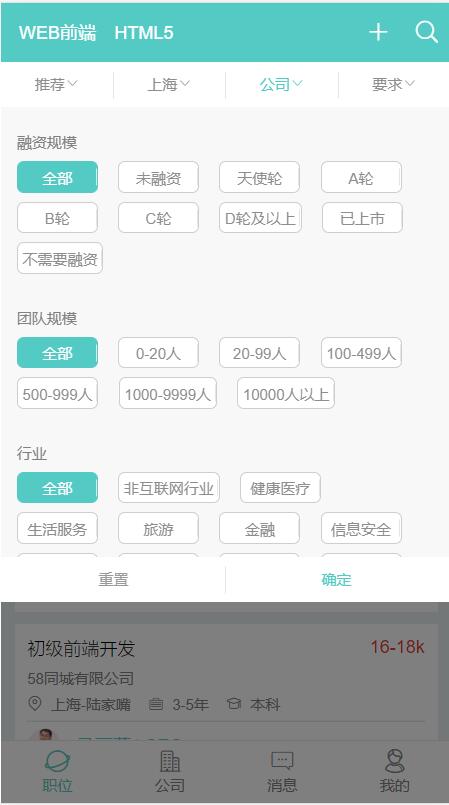 WEB前端 HTML5
推荐 上海 公司 要求
融资规模
全部 未融资 天使轮 A轮
B轮 C轮 D轮及以上 已上市
不需要融资
团队规模
全部 0-20人 20-99人 100-499人
500-999人 1000-9999人 10000人以上
行业
全部 非互联网行业 健康医疗
生活服务 旅游 金融 信息安全
重置 确定
初级前端开发 16-18k
58同城有限公司
上海-陆家嘴 3-5年 本科
职位 公司 消息 我的